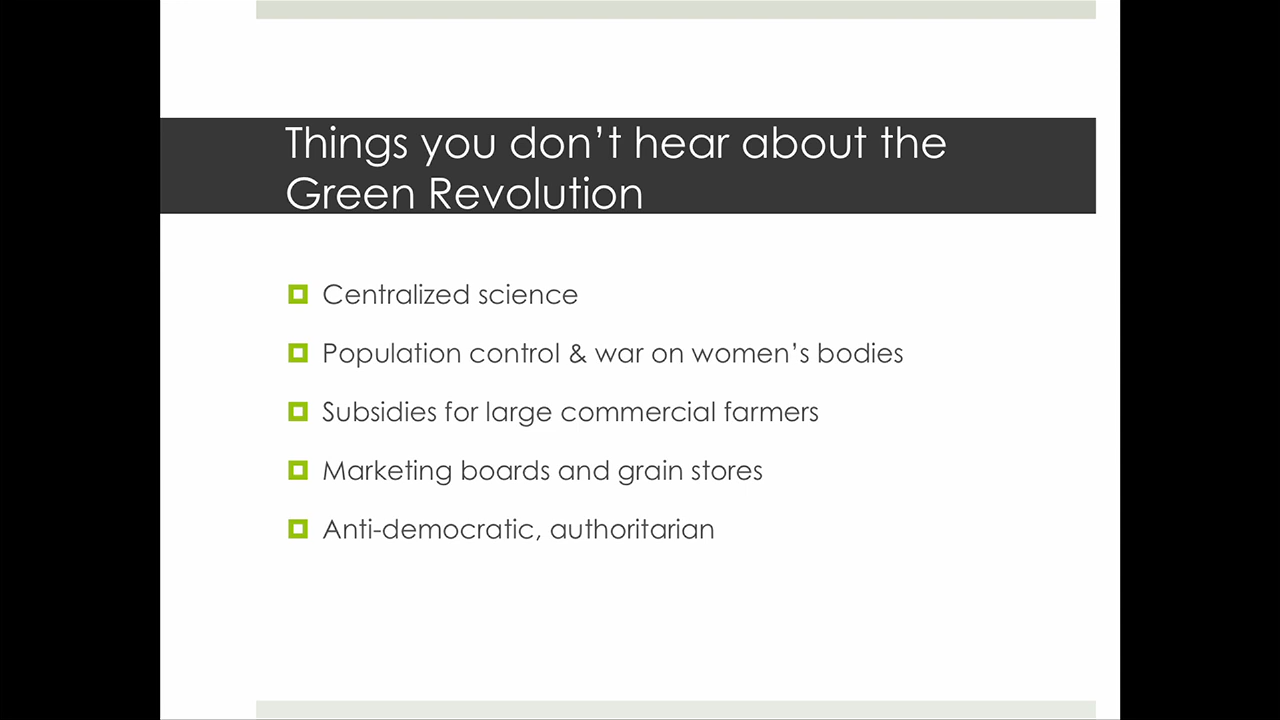 Things you don’t hear about the
Green Revolution
Centralized science
Population control & war on women’s bodies
Subsidies for large commercial farmers
Marketing boards and grain stores
Anti-democratic, authoritarian